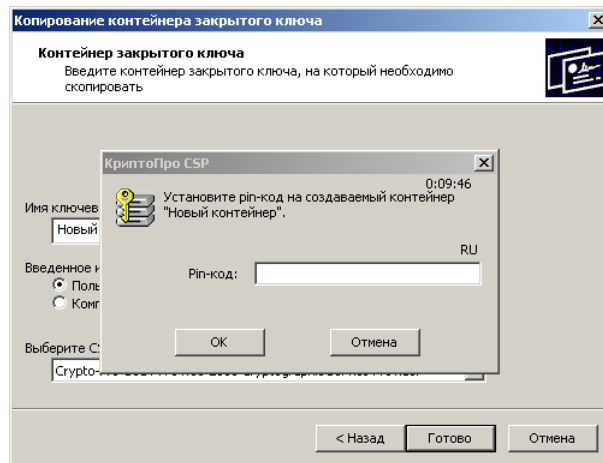 Копирование контейнера закрытого ключа
Контейнер закрытого ключа
Введите контейнер закрытого ключа, на который необходимо
скопировать
КриптоПро CSP
0:09:46
Установите pin-код на создаваемый контейнер
"Новый контейнер".
RU
Pin-код:
OK
Отмена
Имя ключев
Новый
Введенное и
Поль
Комп
Выберите C
Crypto-
< Назад
Готово
Отмена